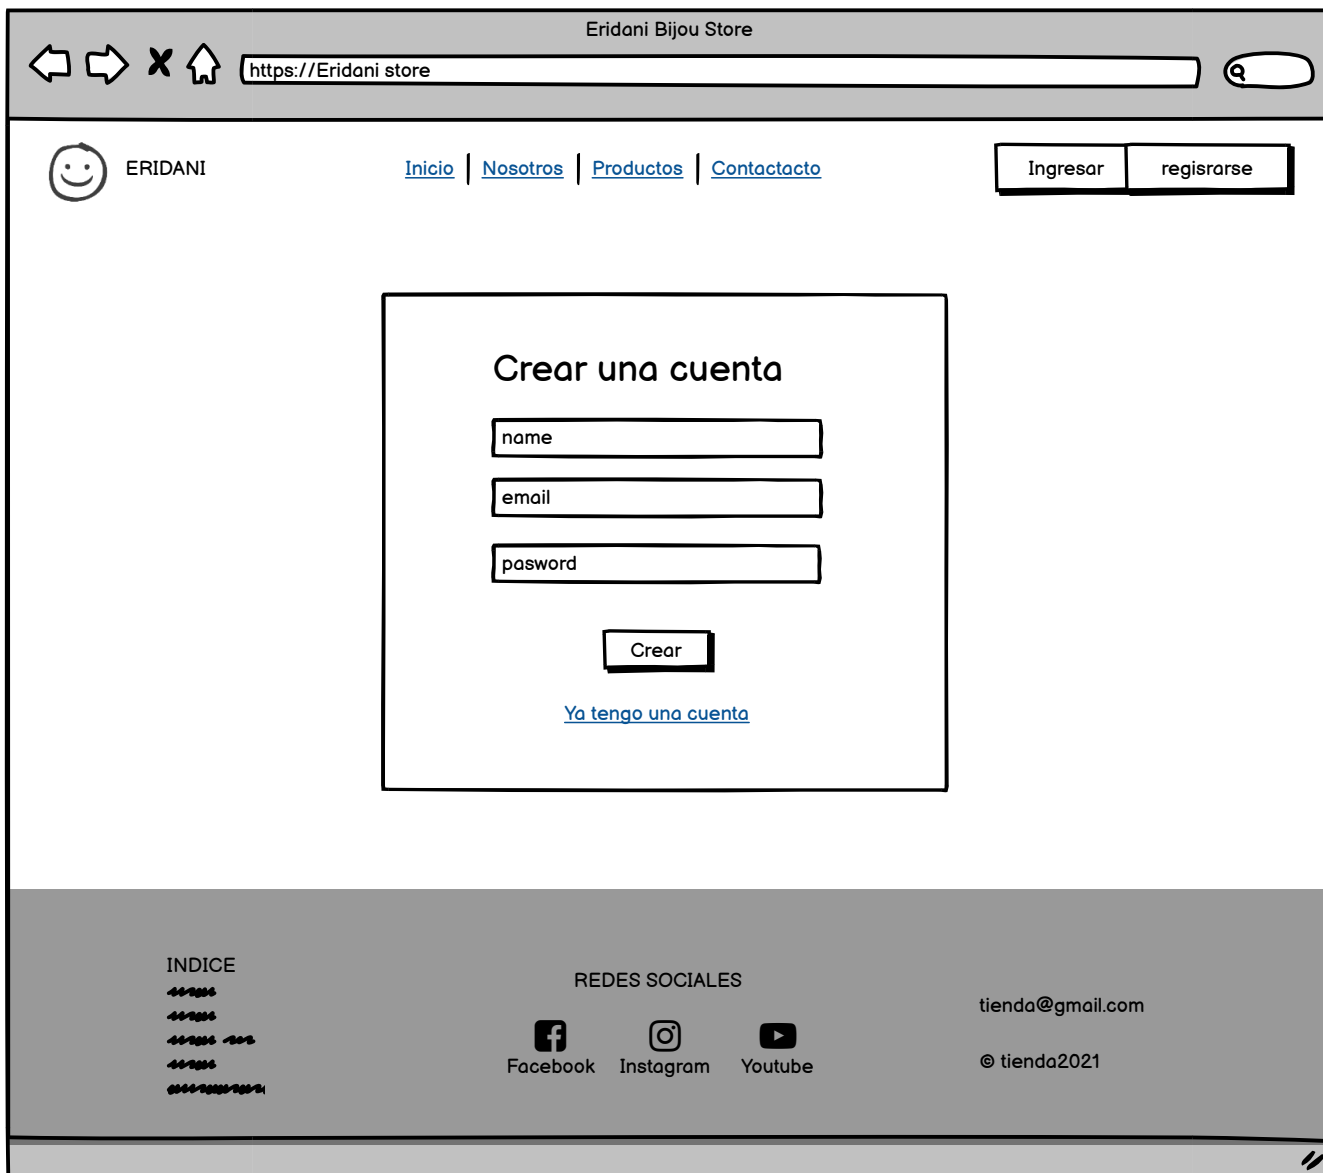 Eridani Bijou Store
https://Eridani store
ERIDANI
Inicio | Nosotros | Productos | Contactacto
Ingresar
regisrarse
Crear una cuenta
name
email
pasword
Crear
Ya tengo una cuenta
INDICE
REDES SOCIALES
Facebook
Instagram
Youtube
tienda@gmail.com
© tienda2021